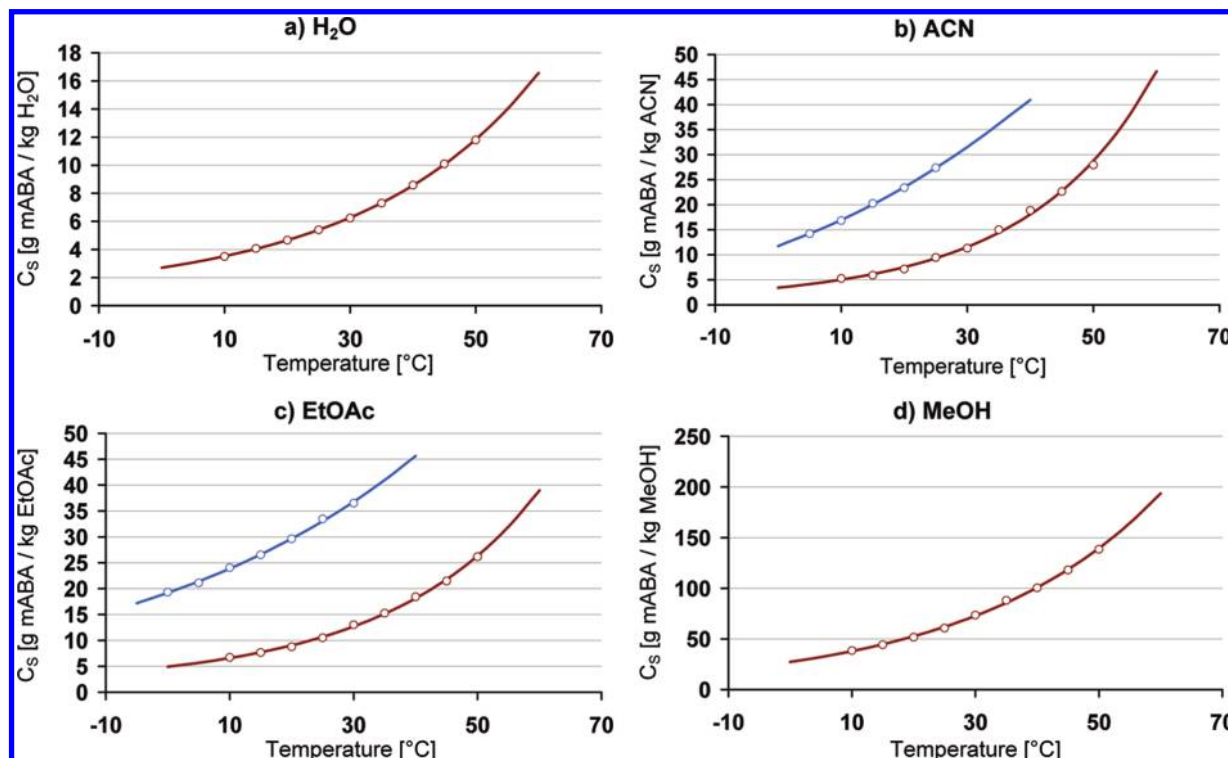 a) H₂O
C_S [g mABA / kg H₂O]
18
16
14
12
10
8
6
4
2
0
-10 10 30 50 70
Temperature [°C]
b) ACN
C_S [g mABA / kg ACN]
50
45
40
35
30
25
20
15
10
5
0
-10 10 30 50 70
Temperature [°C]
c) EtOAc
C_S [g mABA / kg EtOAc]
50
45
40
35
30
25
20
15
10
5
0
-10 10 30 50 70
Temperature [°C]
d) MeOH
C_S [g mABA / kg MeOH]
250
200
150
100
50
0
-10 10 30 50 70
Temperature [°C]